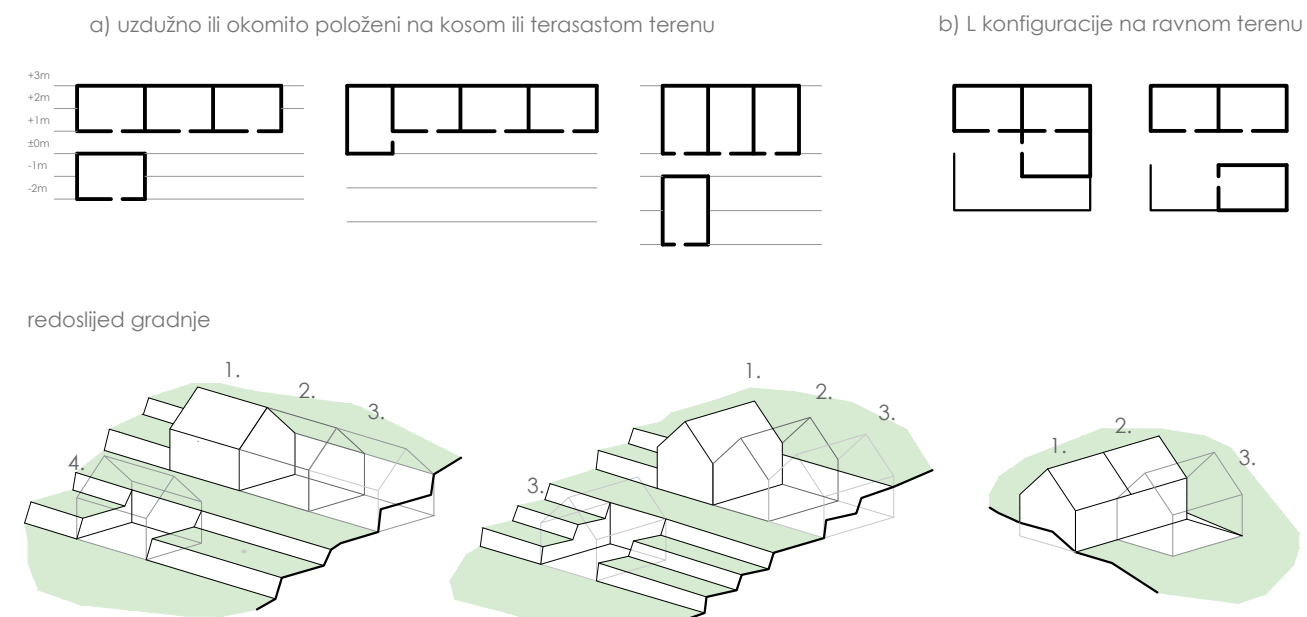 a) uzdužno ili okomito položeni na kosom ili terasastom terenu
b) L konfiguracije na ravnom terenu
+3m
+2m
+1m
±0m
-1m
-2m
redoslijed gradnje
1.
2.
3.
4.
1.
2.
3.
3.
1.
2.
3.